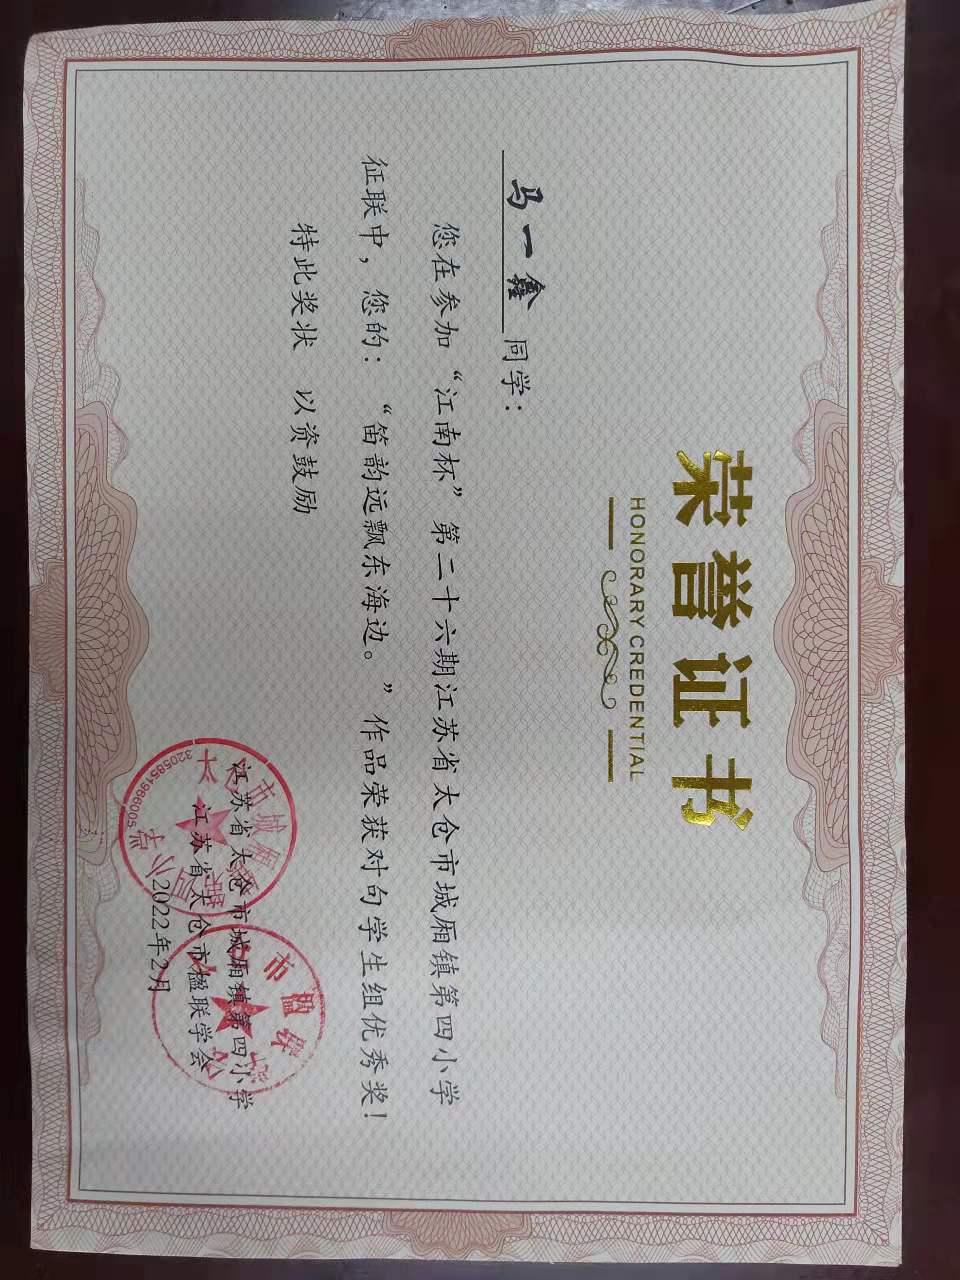 荣誉证书
HONORARY CREDENTIAL
马一鑫 同学：
您在参加“江南杯”第二十六期江苏省太仓市城厢镇第四小学
征联中，您的：“笛韵远飘东海边。”作品荣获对句学生组优秀奖！
特此奖状 以资鼓励
江苏省太仓市城厢镇第四小学
江苏省太仓市楹联学会
2022年2月
3205851966005